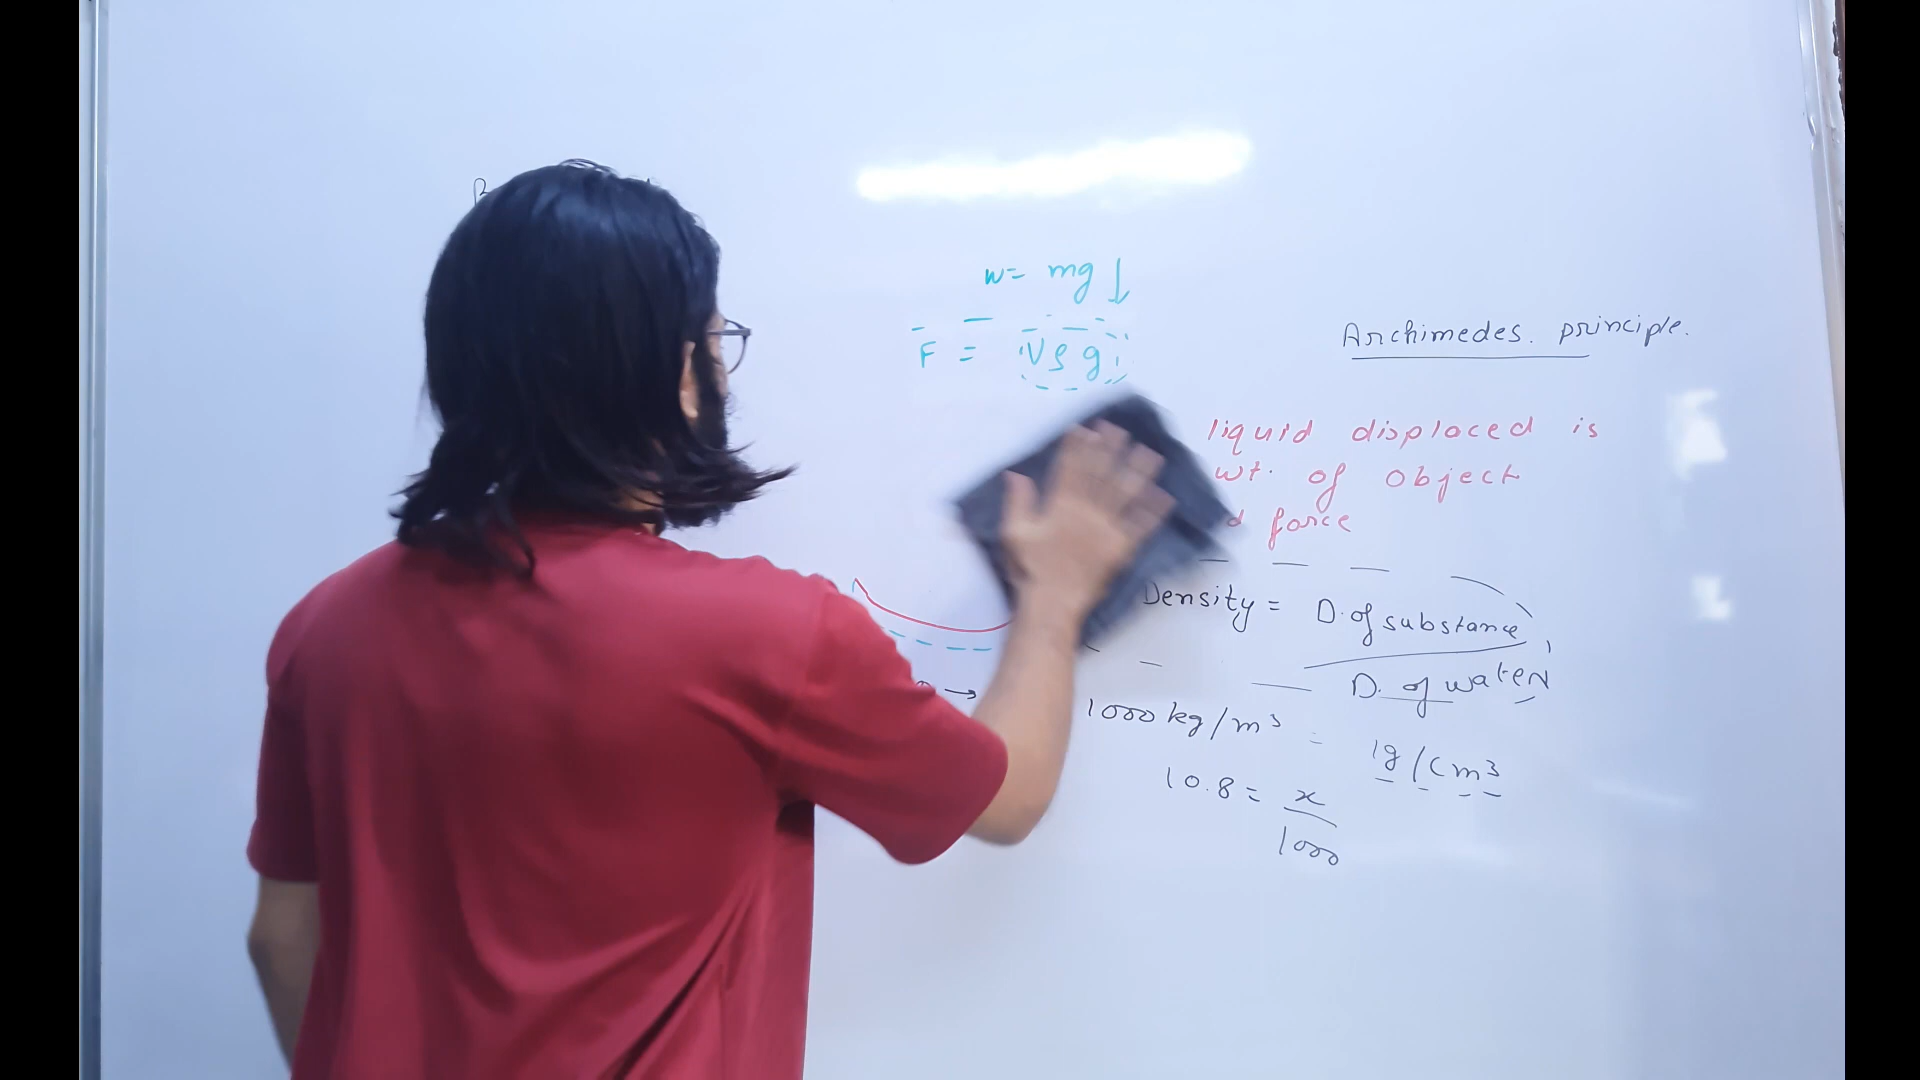 w = mg ↓
F = Vρg
Archimedes. principle.
liquid displaced is
wt. of object
force
Density = D. of substance
D. of water
1000 kg/m³ = 1g/cm³
10.8 = x
1000